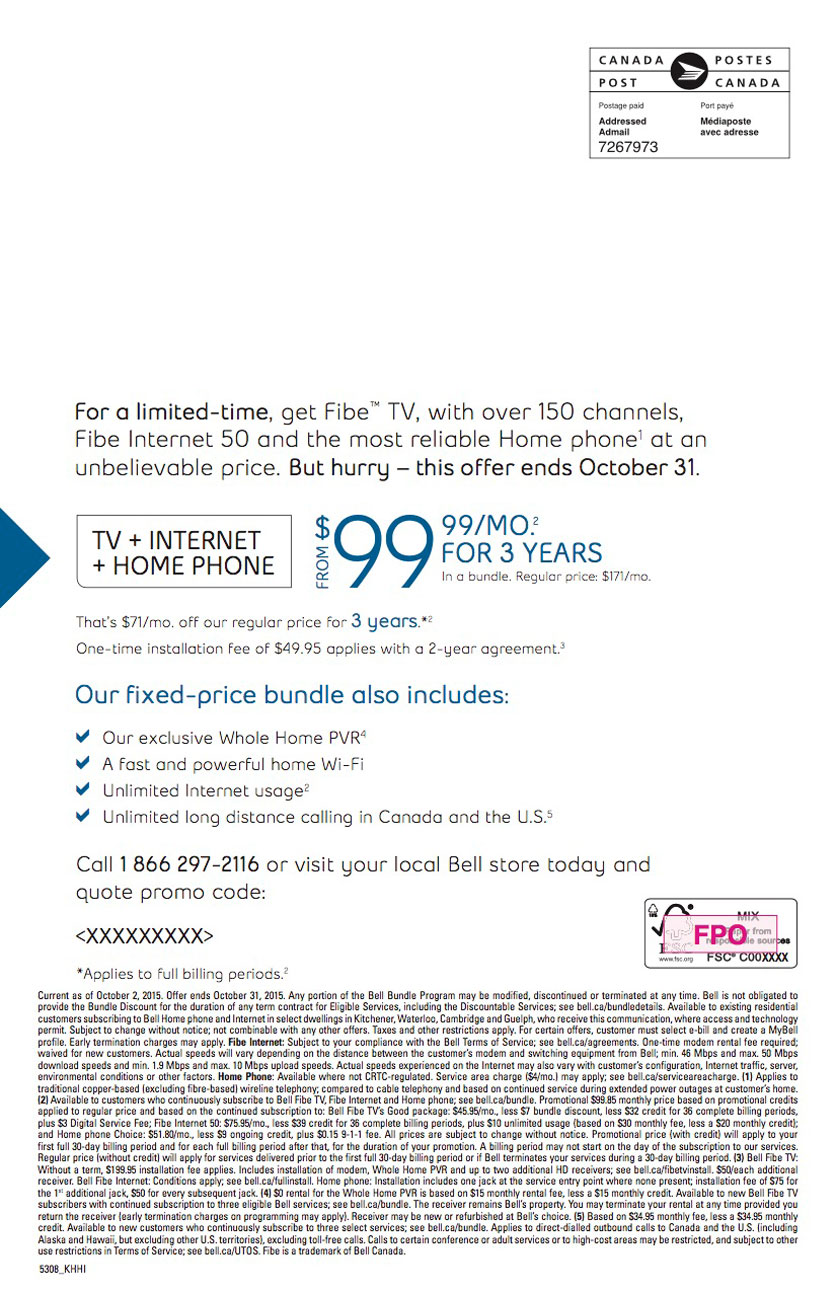 CANADA POSTES
POST CANADA
Postage paid Port payé
Addressed Médiaposte
Admail avec adresse
7267973
For a limited-time, get Fibe™ TV, with over 150 channels,
Fibe Internet 50 and the most reliable Home phone1 at an
unbelievable price. But hurry – this offer ends October 31.
TV + INTERNET
+ HOME PHONE
FROM $99 99/MO.2
FOR 3 YEARS
In a bundle. Regular price: $171/mo.
That's $71/mo. off our regular price for 3 years.*2
One-time installation fee of $49.95 applies with a 2-year agreement.3
Our fixed-price bundle also includes:
Our exclusive Whole Home PVR4
A fast and powerful home Wi-Fi
Unlimited Internet usage2
Unlimited long distance calling in Canada and the U.S.5
Call 1 866 297-2116 or visit your local Bell store today and
quote promo code:
<XXXXXXXXX>
MIX
FPO
www.fsc.org FSC® C00XXXX
*Applies to full billing periods.2
Current as of October 2, 2015. Offer ends October 31, 2015. Any portion of the Bell Bundle Program may be modified, discontinued or terminated at any time. Bell is not obligated to
provide the Bundle Discount for the duration of any term contract for Eligible Services, including the Discountable Services; see bell.ca/bundledetails. Available to existing residential
customers subscribing to Bell Home phone and Internet in select dwellings in Kitchener, Waterloo, Cambridge and Guelph, who receive this communication, where access and technology
permit. Subject to change without notice; not combinable with any other offers. Taxes and other restrictions apply. For certain offers, customer must select e-bill and create a MyBell
profile. Early termination charges may apply. Fibe Internet: Subject to your compliance with the Bell Terms of Service; see bell.ca/agreements. One-time modem rental fee required;
waived for new customers. Actual speeds will vary depending on the distance between the customer's modem and switching equipment from Bell; min. 46 Mbps and max. 50 Mbps
download speeds and min. 1.9 Mbps and max. 10 Mbps upload speeds. Actual speeds experienced on the Internet may also vary with customer's configuration, Internet traffic, server,
environmental conditions or other factors. Home Phone: Available where not CRTC-regulated. Service area charge ($4/mo.) may apply; see bell.ca/serviceareacharge. (1) Applies to
traditional copper-based (excluding fibre-based) wireline telephony; compared to cable telephony and based on continued service during extended power outages at customer's home.
(2) Available to customers who continuously subscribe to Bell Fibe TV, Fibe Internet and Home phone; see bell.ca/bundle. Promotional $99.85 monthly price based on promotional credits
applied to regular price and based on the continued subscription to: Bell Fibe TV's Good package: $45.95/mo., less $7 bundle discount, less $32 credit for 36 complete billing periods,
plus $3 Digital Service Fee; Fibe Internet 50: $75.95/mo., less $39 credit for 36 complete billing periods, plus $10 unlimited usage (based on $30 monthly fee, less a $20 monthly credit);
and Home phone Choice: $51.80/mo., less $9 ongoing credit, plus $0.15 9-1-1 fee. All prices are subject to change without notice. Promotional price (with credit) will apply to your
first full 30-day billing period and for each full billing period after that, for the duration of your promotion. A billing period may not start on the day of the subscription to our services.
Regular price (without credit) will apply for services delivered prior to the first full 30-day billing period or if Bell terminates your services during a 30-day billing period. (3) Bell Fibe TV:
Without a term, $199.95 installation fee applies. Includes installation of modem, Whole Home PVR and up to two additional HD receivers; see bell.ca/fibetvinstall. $50/each additional
receiver. Bell Fibe Internet: Conditions apply; see bell.ca/fullinstall. Home phone: Installation includes one jack at the service entry point where none present; installation fee of $75 for
the 1st additional jack, $50 for every subsequent jack. (4) $0 rental for the Whole Home PVR is based on $15 monthly rental fee, less a $15 monthly credit. Available to new Bell Fibe TV
subscribers with continued subscription to three eligible Bell services; see bell.ca/bundle. The receiver remains Bell's property. You may terminate your rental at any time provided you
return the receiver (early termination charges on programming may apply). Receiver may be new or refurbished at Bell's choice. (5) Based on $34.95 monthly fee, less a $34.95 monthly
credit. Available to new customers who continuously subscribe to three select services; see bell.ca/bundle. Applies to direct-dialled outbound calls to Canada and the U.S. (including
Alaska and Hawaii, but excluding other U.S. territories), excluding toll-free calls. Calls to certain conference or adult services or to high-cost areas may be restricted, and subject to other
use restrictions in Terms of Service; see bell.ca/UTOS. Fibe is a trademark of Bell Canada.
5308_KHHI